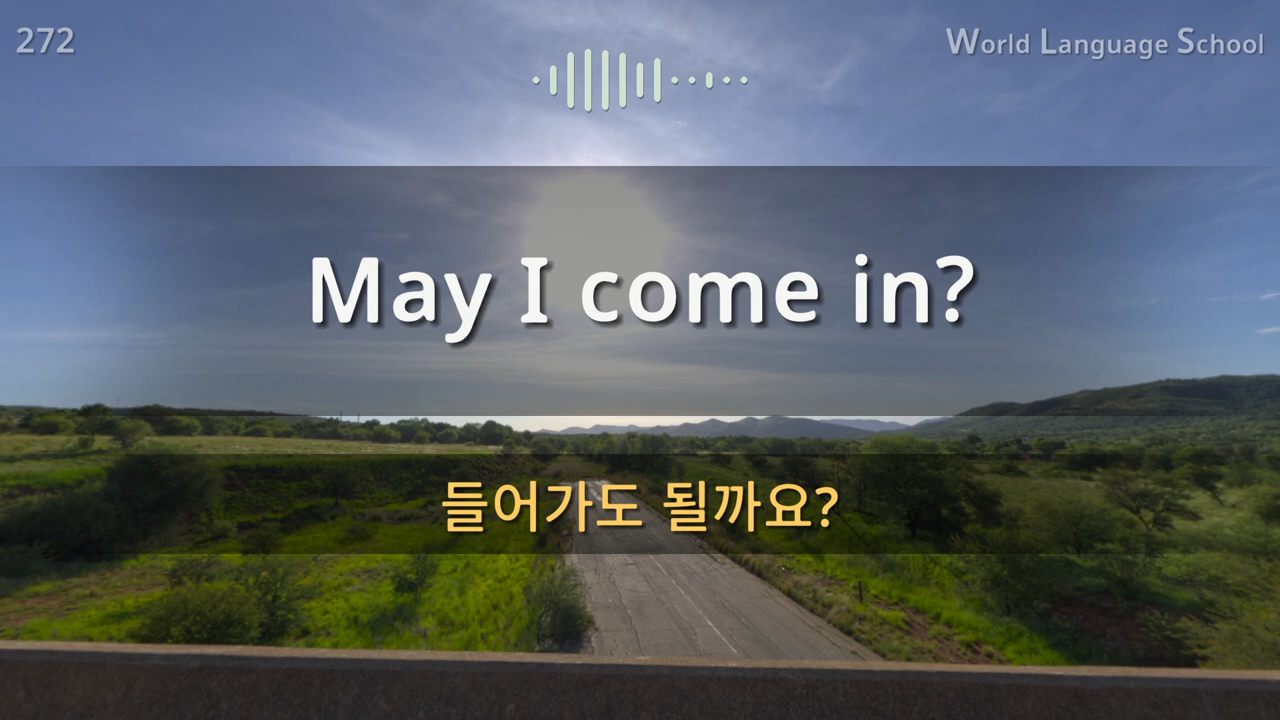 272
World Language School
May I come in?
들어가도 될까요?